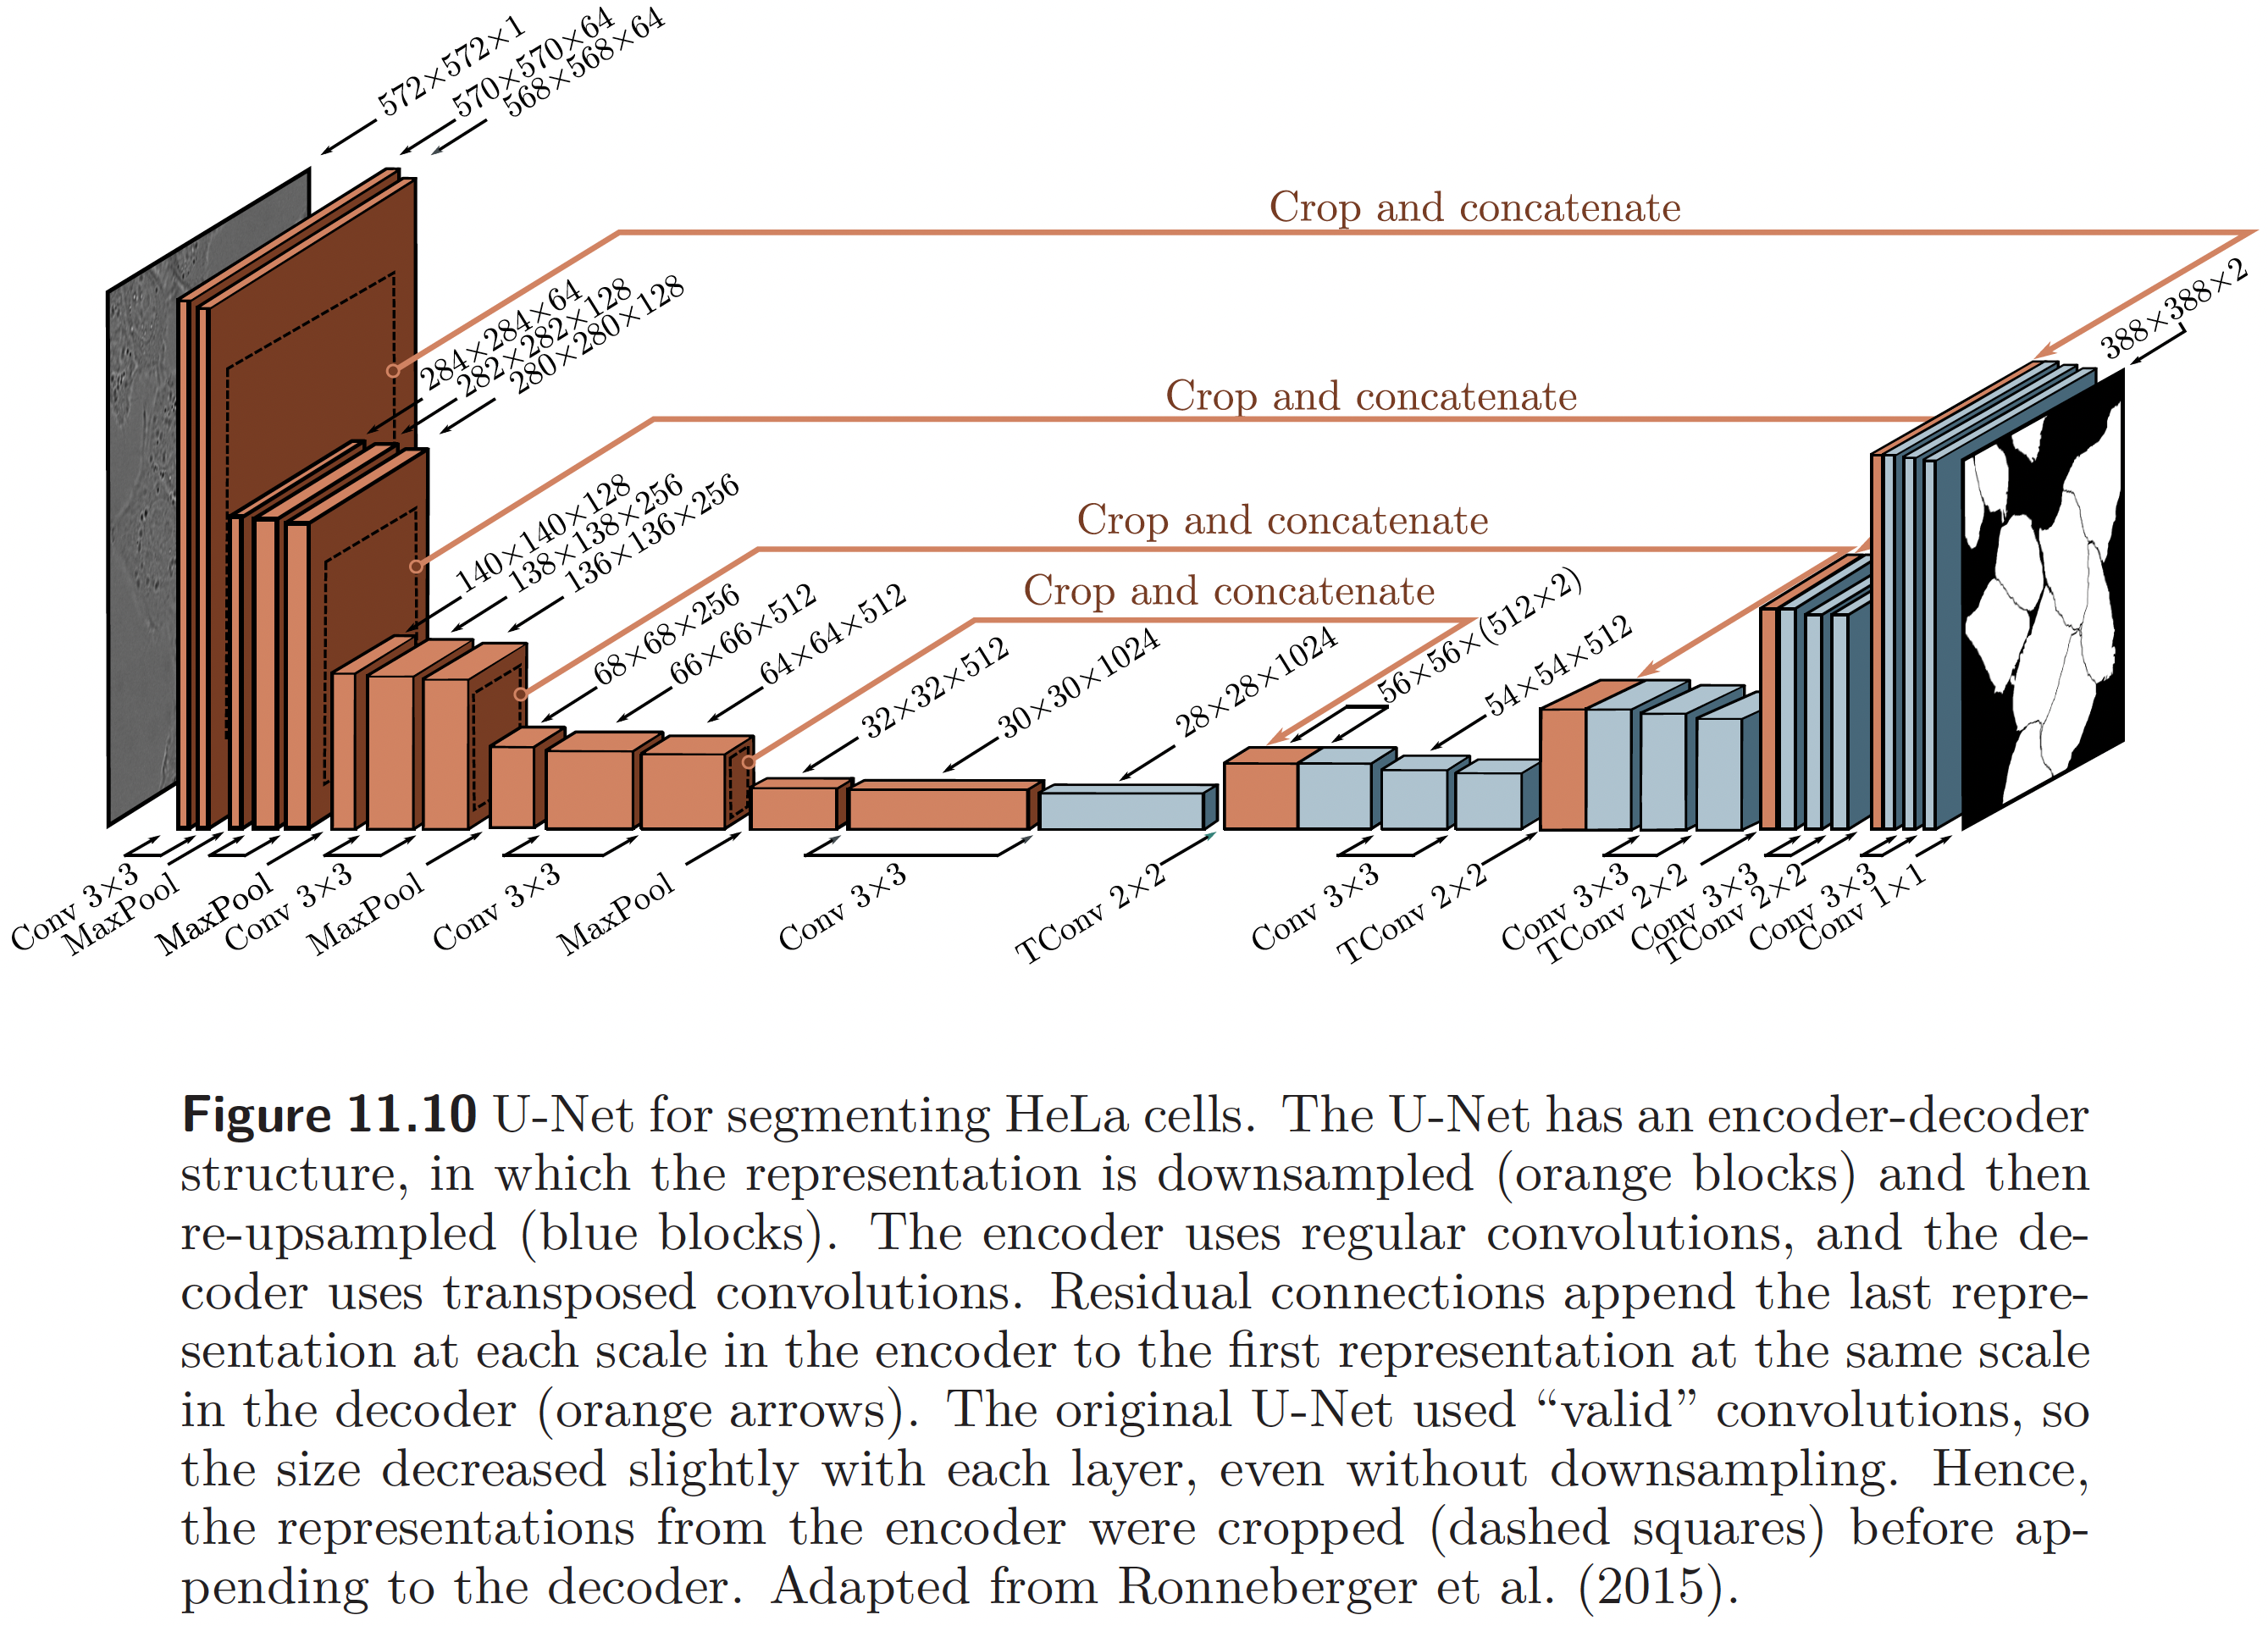 572×572×1
570×570×64
568×568×64
Crop and concatenate
388×388×2
284×284×64
282×282×128
280×280×128
Crop and concatenate
140×140×128
138×138×256
136×136×256
Crop and concatenate
68×68×256
66×66×512
64×64×512
Crop and concatenate
32×32×512
30×30×1024
28×28×1024
56×56×(512×2)
54×54×512
Conv 3×3
MaxPool
MaxPool
Conv 3×3
MaxPool
Conv 3×3
MaxPool
Conv 3×3
TConv 2×2
Conv 3×3
TConv 2×2
Conv 3×3
TConv 2×2
Conv 3×3
TConv 2×2
Conv 3×3
Conv 1×1
Figure 11.10 U-Net for segmenting HeLa cells. The U-Net has an encoder-decoder
structure, in which the representation is downsampled (orange blocks) and then
re-upsampled (blue blocks). The encoder uses regular convolutions, and the de-
coder uses transposed convolutions. Residual connections append the last repre-
sentation at each scale in the encoder to the first representation at the same scale
in the decoder (orange arrows). The original U-Net used “valid” convolutions, so
the size decreased slightly with each layer, even without downsampling. Hence,
the representations from the encoder were cropped (dashed squares) before ap-
pending to the decoder. Adapted from Ronneberger et al. (2015).